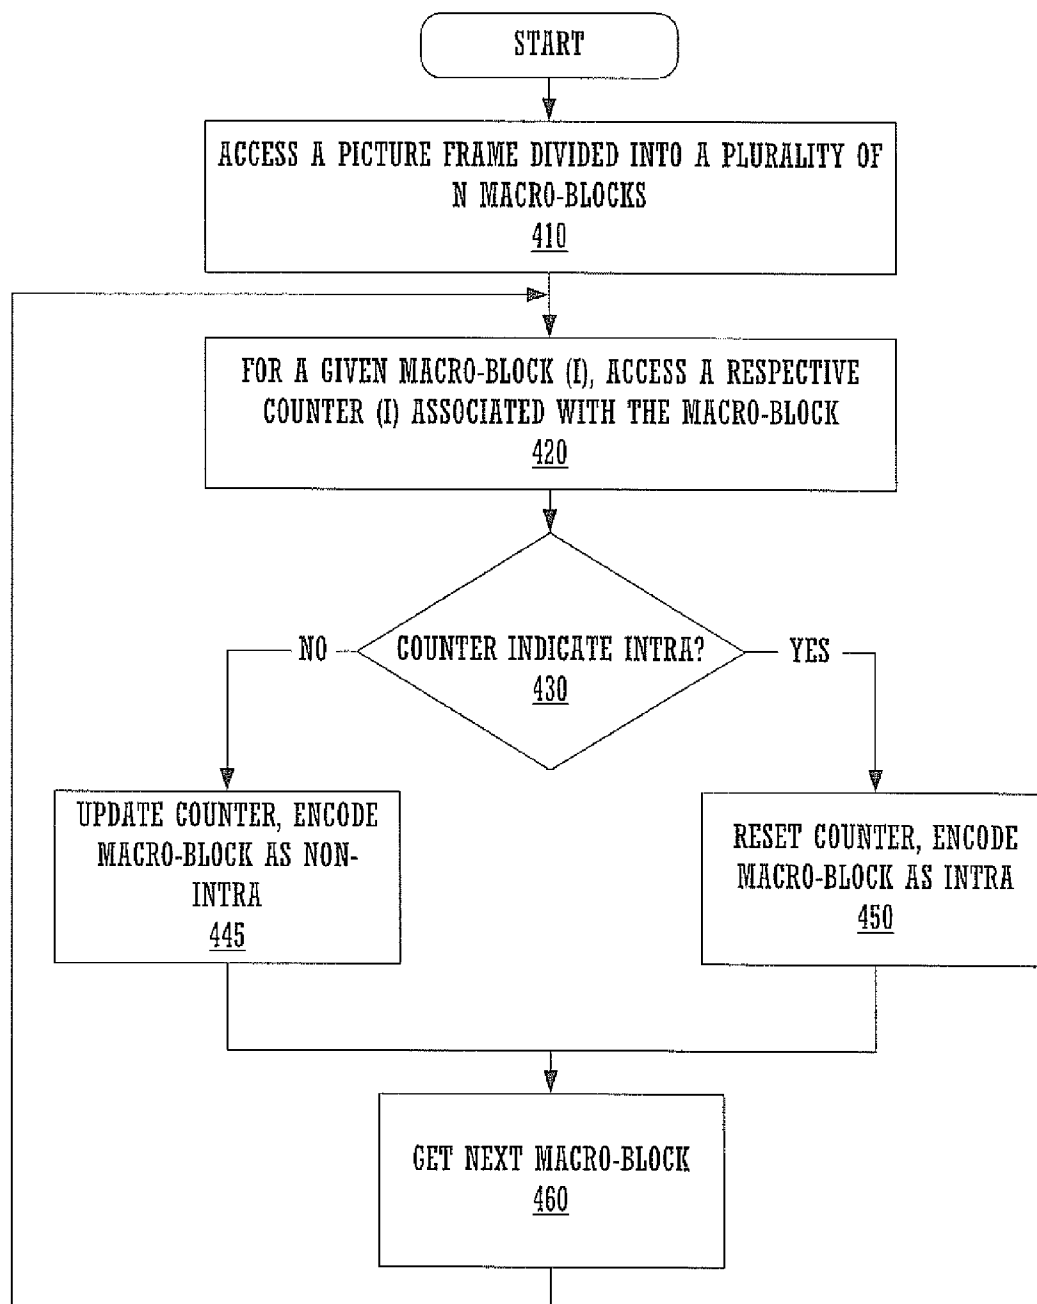 START
ACCESS A PICTURE FRAME DIVIDED INTO A PLURALITY OF
N MACRO-BLOCKS
410
FOR A GIVEN MACRO-BLOCK (I), ACCESS A RESPECTIVE
COUNTER (I) ASSOCIATED WITH THE MACRO-BLOCK
420
COUNTER INDICATE INTRA?
430
NO
YES
UPDATE COUNTER, ENCODE
MACRO-BLOCK AS NON-
INTRA
445
RESET COUNTER, ENCODE
MACRO-BLOCK AS INTRA
450
GET NEXT MACRO-BLOCK
460